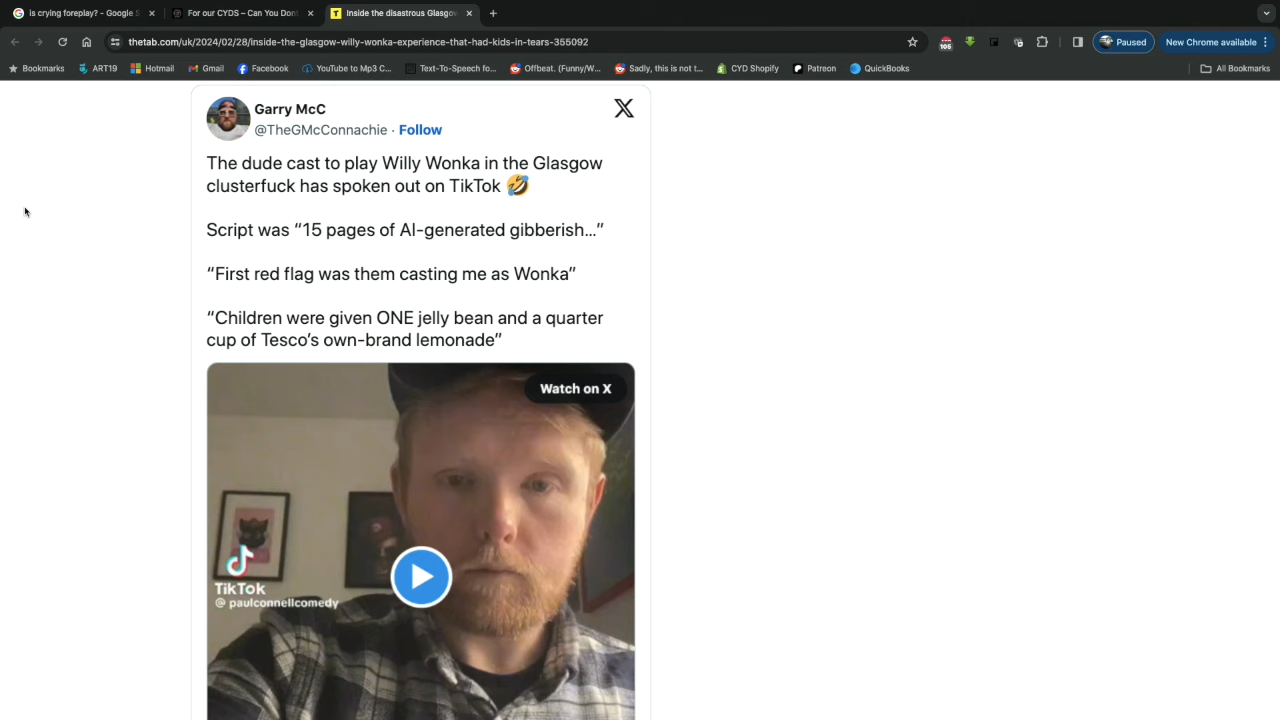 is crying foreplay? - Google S
For our CYDS – Can You Don'
Inside the disastrous Glasgow
thetab.com/uk/2024/02/28/inside-the-glasgow-willy-wonka-experience-that-had-kids-in-tears-355092
105
Paused
New Chrome available
Bookmarks
ART19
Hotmail
Gmail
Facebook
YouTube to Mp3 C...
Text-To-Speech fo...
Offbeat. (Funny/W...
Sadly, this is not t...
CYD Shopify
Patreon
QuickBooks
All Bookmarks
Garry McC
@TheGMcConnachie · Follow
The dude cast to play Willy Wonka in the Glasgow
clusterfuck has spoken out on TikTok 🤣
Script was “15 pages of AI-generated gibberish…”
“First red flag was them casting me as Wonka”
“Children were given ONE jelly bean and a quarter
cup of Tesco’s own-brand lemonade”
Watch on X
TikTok
@ paulconnellcomedy